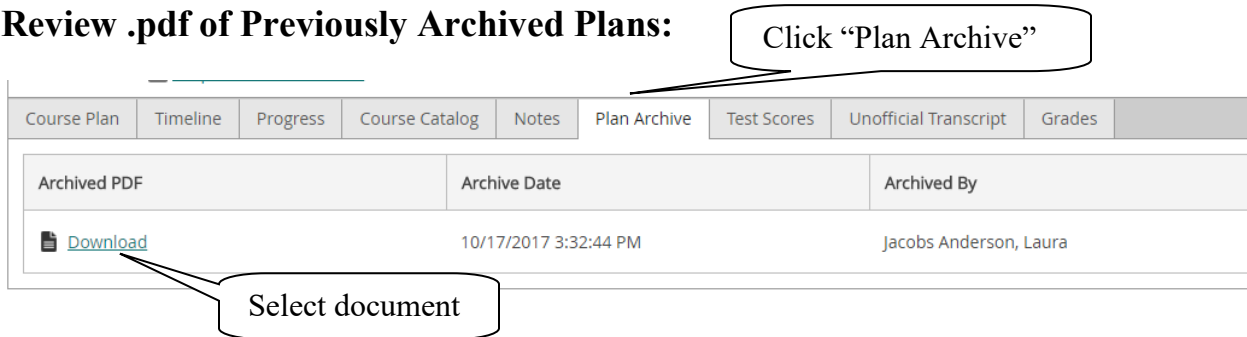 Review .pdf of Previously Archived Plans:
Click “Plan Archive”
Course Plan Timeline Progress Course Catalog Notes Plan Archive Test Scores Unofficial Transcript Grades
Archived PDF Archive Date Archived By
Download 10/17/2017 3:32:44 PM Jacobs Anderson, Laura
Select document